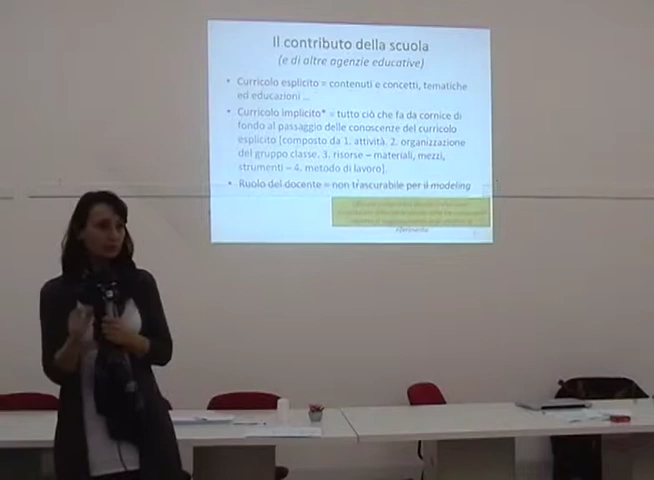 Il contributo della scuola
(e di altre agenzie educative)
• Curricolo esplicito = contenuti e concetti, tematiche
ed educazioni ...
• Curricolo implicito* = tutto ciò che fa da cornice di
fondo al passaggio delle conoscenze del curricolo
esplicito [composto da 1. attività. 2. organizzazione
del gruppo classe. 3. risorse – materiali, mezzi,
strumenti – 4. metodo di lavoro].
• Ruolo del docente = non trascurabile per il modeling
riferimento